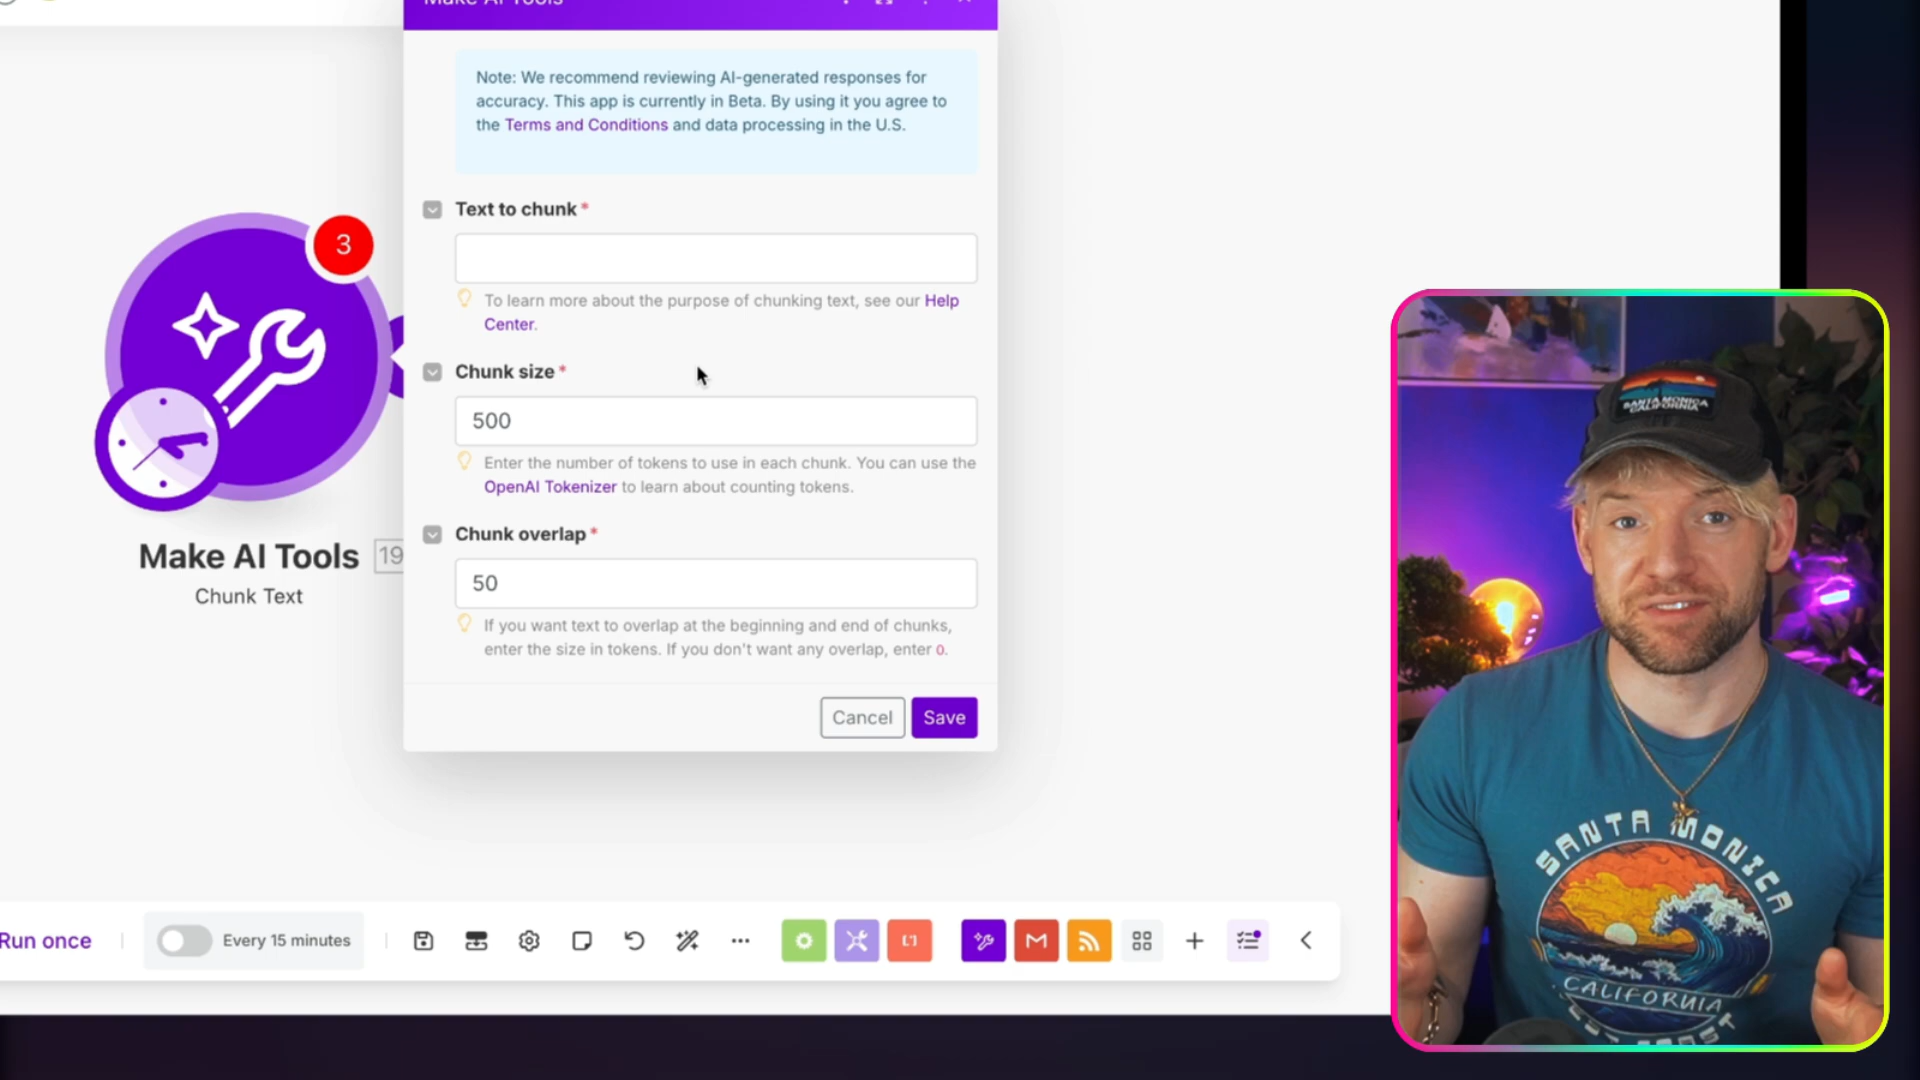 Make AI Tools
Note: We recommend reviewing AI-generated responses for
accuracy. This app is currently in Beta. By using it you agree to
the Terms and Conditions and data processing in the U.S.
Text to chunk *
To learn more about the purpose of chunking text, see our Help
Center.
3
Chunk size *
500
Enter the number of tokens to use in each chunk. You can use the
OpenAI Tokenizer to learn about counting tokens.
Chunk overlap *
50
If you want text to overlap at the beginning and end of chunks,
enter the size in tokens. If you don't want any overlap, enter 0.
Make AI Tools 19
Chunk Text
Cancel Save
Run once
Every 15 minutes
SANTA MONICA
CALIFORNIA
SANTA MONICA
CALIFORNIA